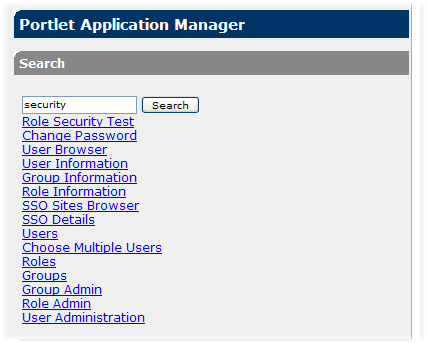 Portlet Application Manager
Search
security Search
Role Security Test
Change Password
User Browser
User Information
Group Information
Role Information
SSO Sites Browser
SSO Details
Users
Choose Multiple Users
Roles
Groups
Group Admin
Role Admin
User Administration